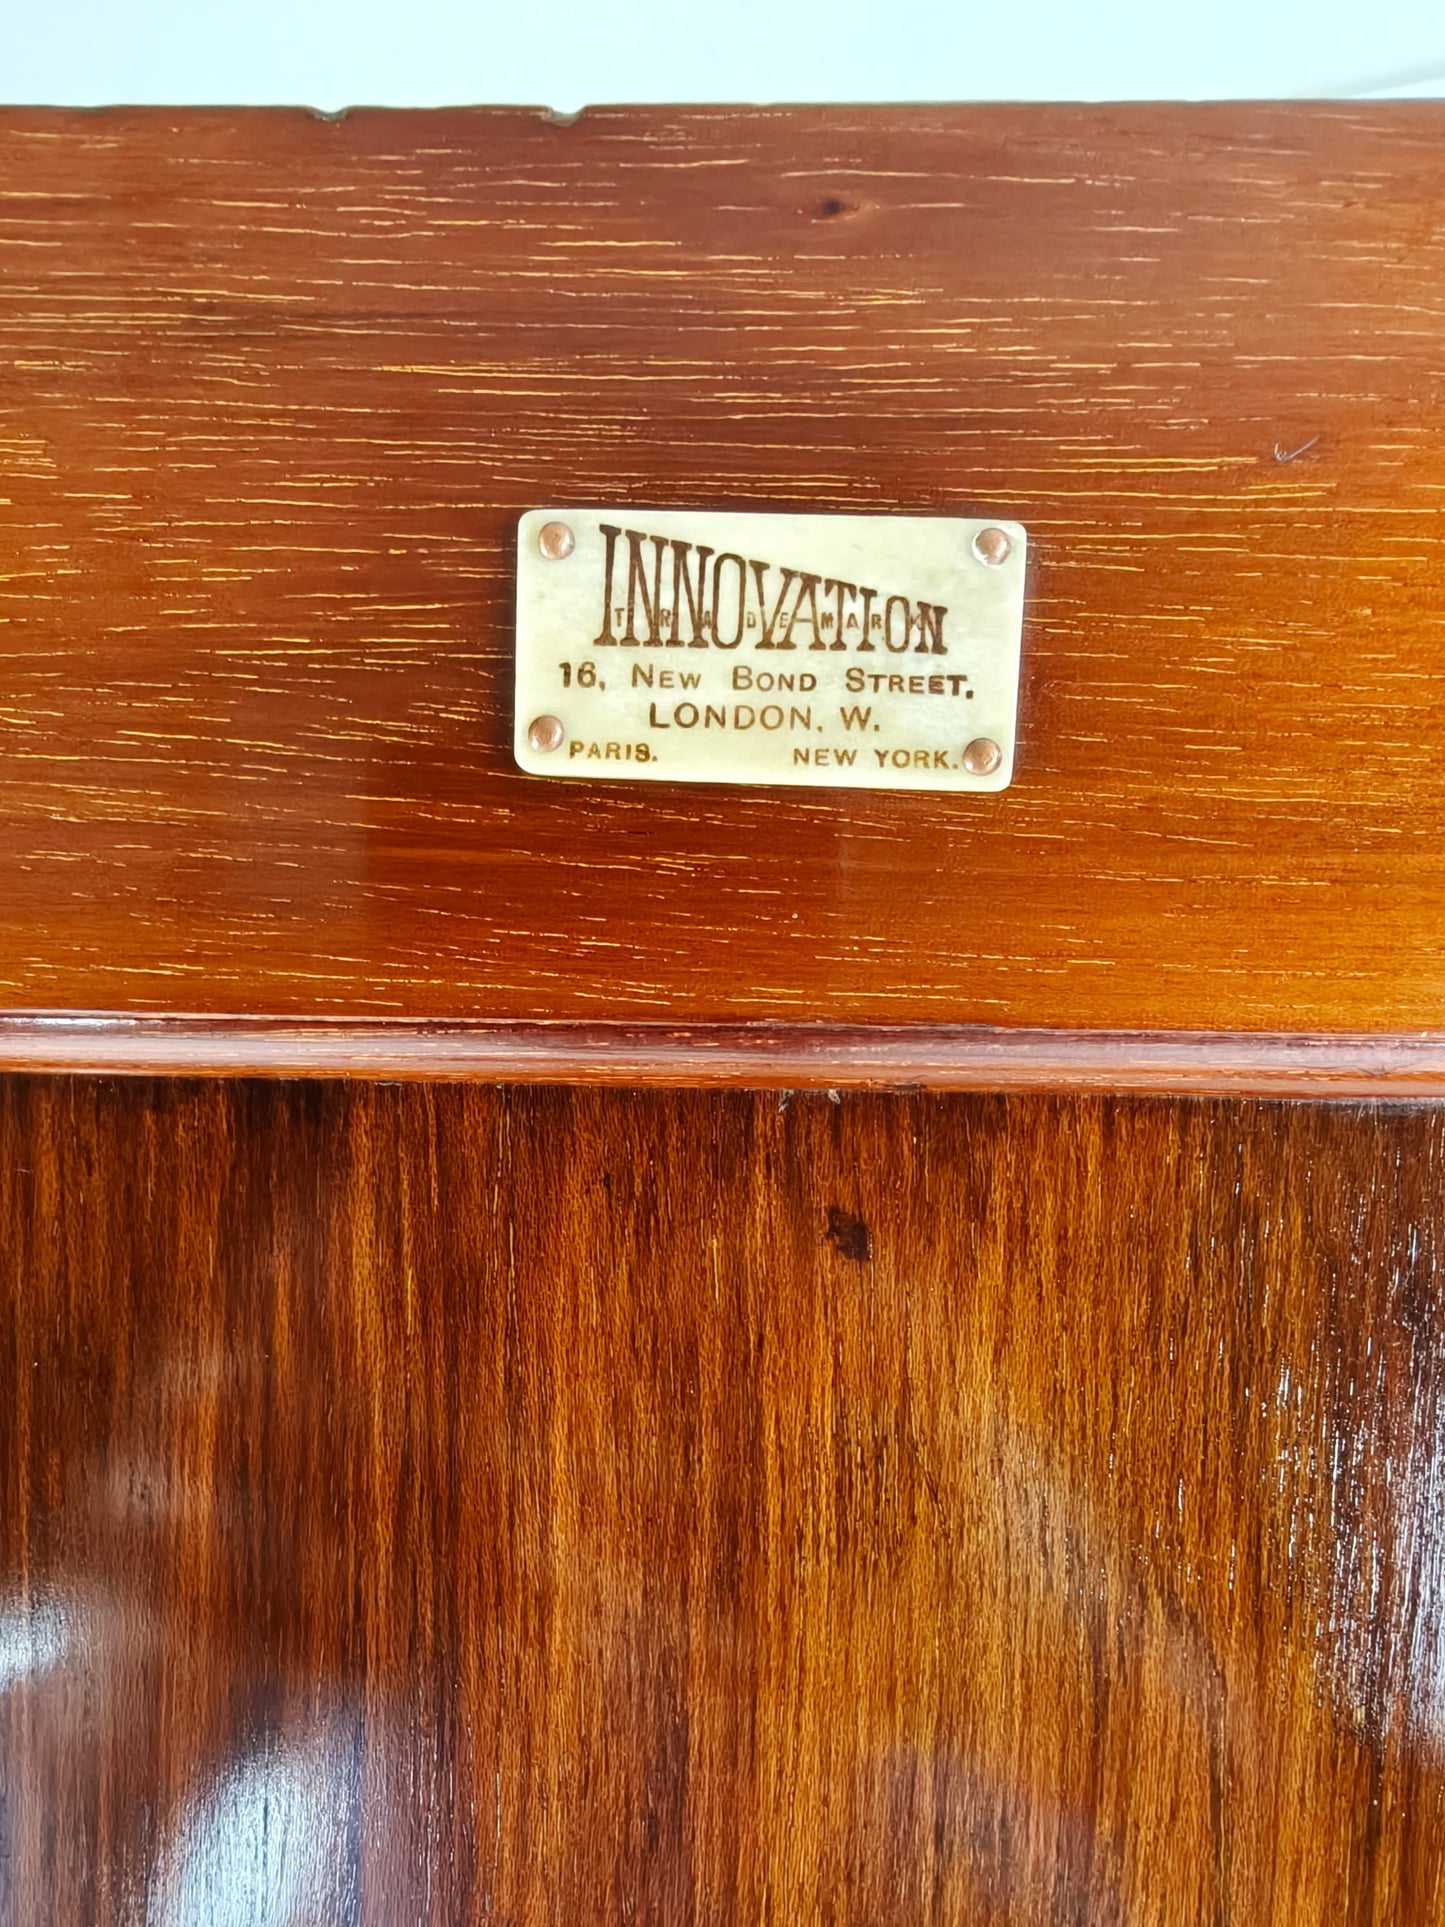 INNOVATION
TRADEMARK
16, NEW BOND STREET.
LONDON. W.
PARIS. NEW YORK.